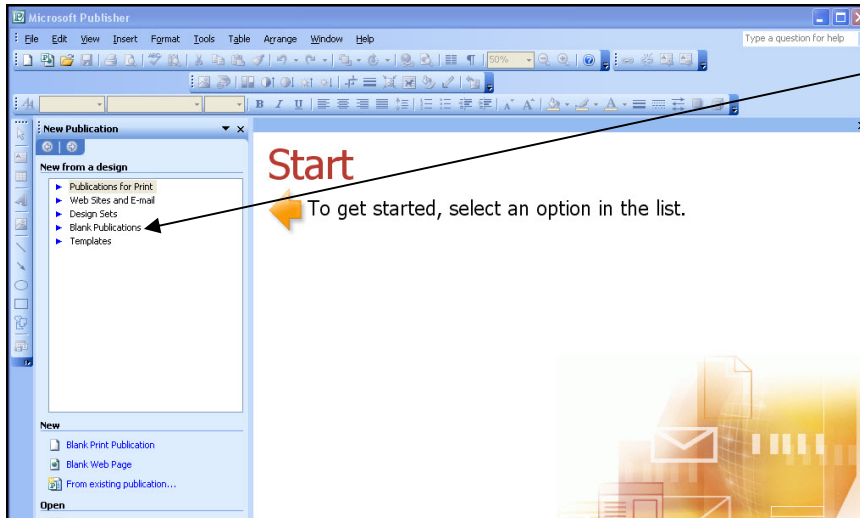 Microsoft Publisher
File Edit View Insert Format Tools Table Arrange Window Help
Type a question for help
50%
B I U
New Publication
New from a design
Publications for Print
Web Sites and E-mail
Design Sets
Blank Publications
Templates
Start
To get started, select an option in the list.
New
Blank Print Publication
Blank Web Page
From existing publication...
Open